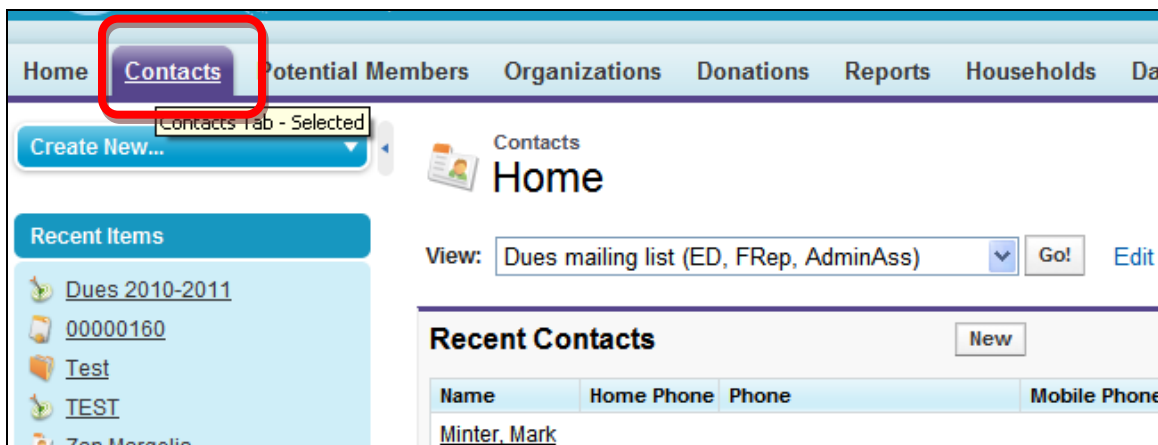 Home Contacts Potential Members Organizations Donations Reports Households Da
Contacts Tab - Selected
Create New...
Contacts
Home
Recent Items
View: Dues mailing list (ED, FRep, AdminAss) Go! Edit
Dues 2010-2011
00000160
Test
TEST
Recent Contacts New
Name Home Phone Phone Mobile Phone
Minter, Mark